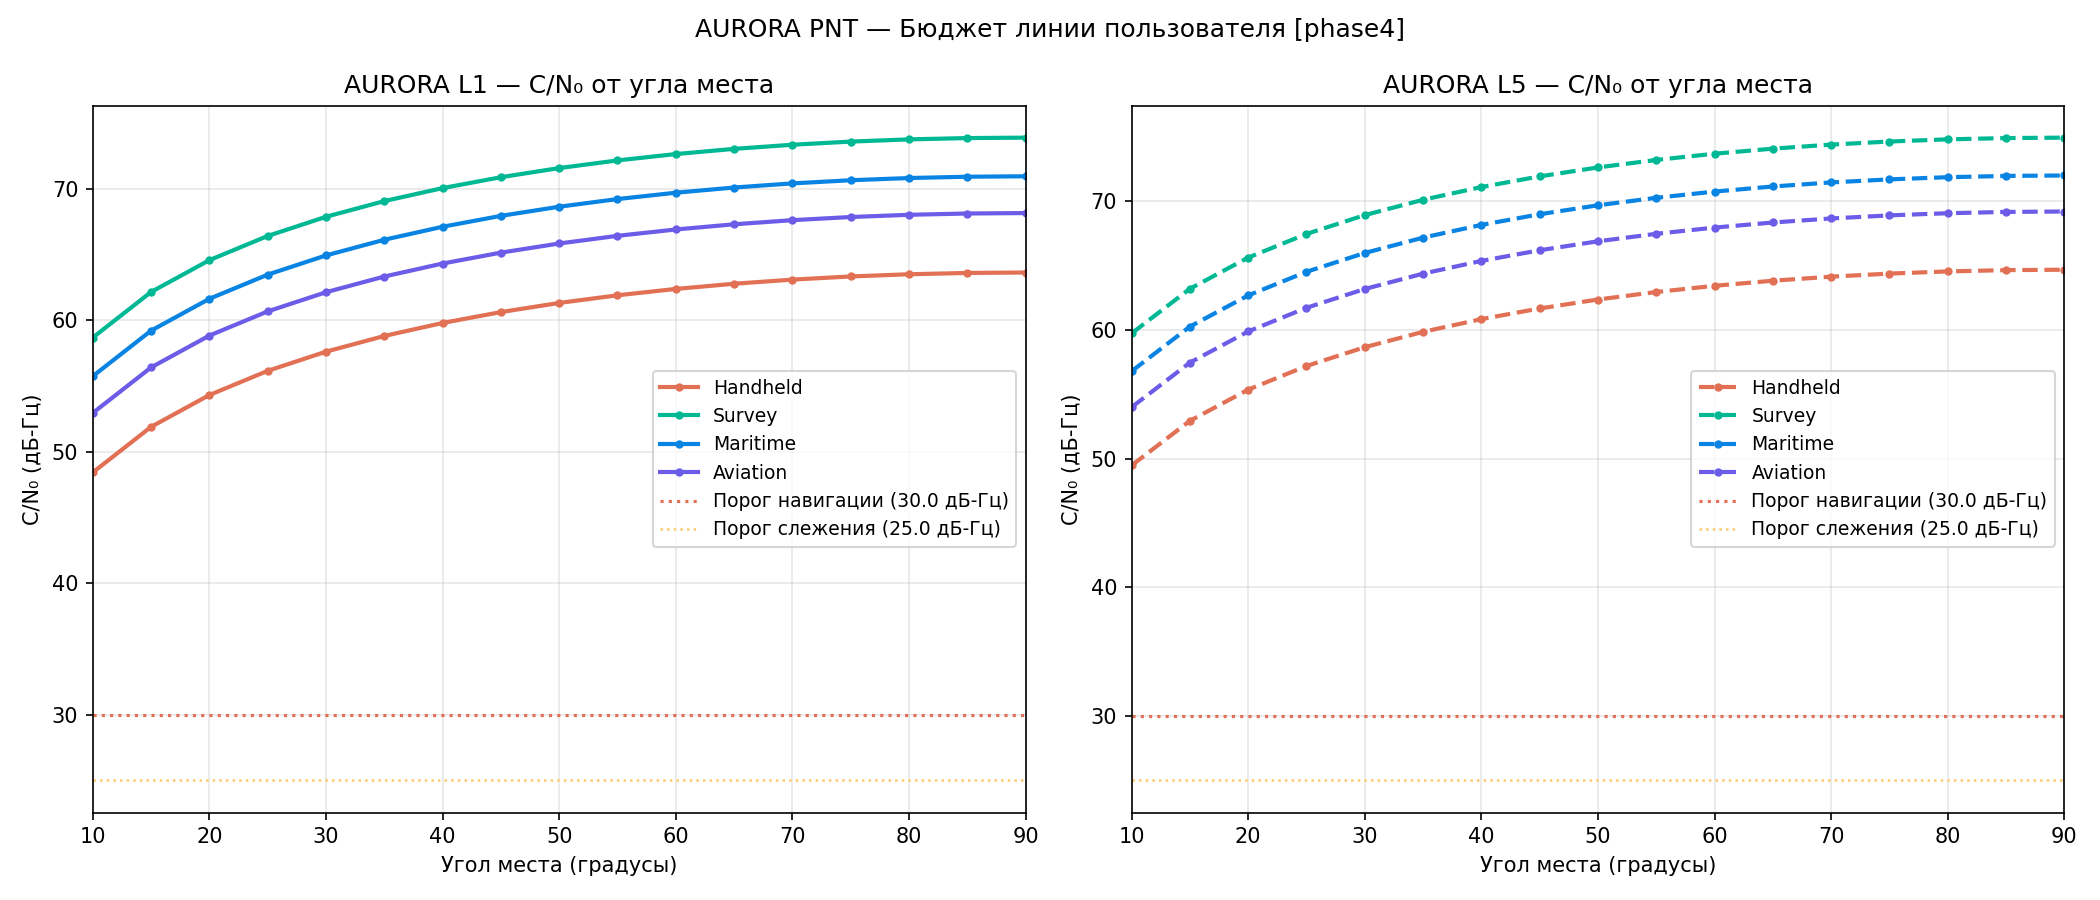 AURORA PNT — Бюджет линии пользователя [phase4]
AURORA L1 — C/N₀ от угла места
C/N₀ (дБ-Гц)
70
60
50
40
30
Handheld
Survey
Maritime
Aviation
Порог навигации (30.0 дБ-Гц)
Порог слежения (25.0 дБ-Гц)
10 20 30 40 50 60 70 80 90
Угол места (градусы)
AURORA L5 — C/N₀ от угла места
C/N₀ (дБ-Гц)
70
60
50
40
30
Handheld
Survey
Maritime
Aviation
Порог навигации (30.0 дБ-Гц)
Порог слежения (25.0 дБ-Гц)
10 20 30 40 50 60 70 80 90
Угол места (градусы)